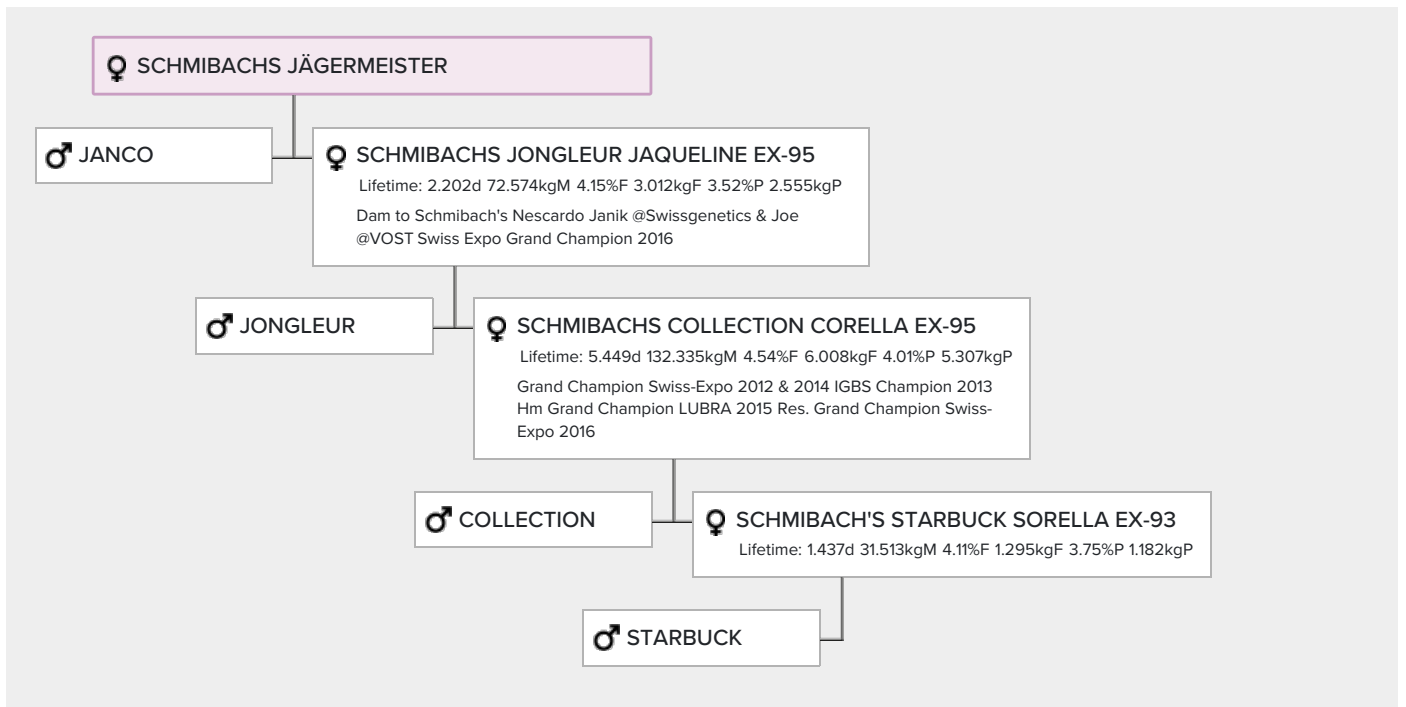 SCHMIBACHS JÄGERMEISTER
JANCO
SCHMIBACHS JONGLEUR JAQUELINE EX-95
Lifetime: 2.202d 72.574kgM 4.15%F 3.012kgF 3.52%P 2.555kgP
Dam to Schmibach's Nescardo Janik @Swissgenetics & Joe
@VOST Swiss Expo Grand Champion 2016
JONGLEUR
SCHMIBACHS COLLECTION CORELLA EX-95
Lifetime: 5.449d 132.335kgM 4.54%F 6.008kgF 4.01%P 5.307kgP
Grand Champion Swiss-Expo 2012 & 2014 IGBS Champion 2013
Hm Grand Champion LUBRA 2015 Res. Grand Champion Swiss-
Expo 2016
COLLECTION
SCHMIBACH'S STARBUCK SORELLA EX-93
Lifetime: 1.437d 31.513kgM 4.11%F 1.295kgF 3.75%P 1.182kgP
STARBUCK